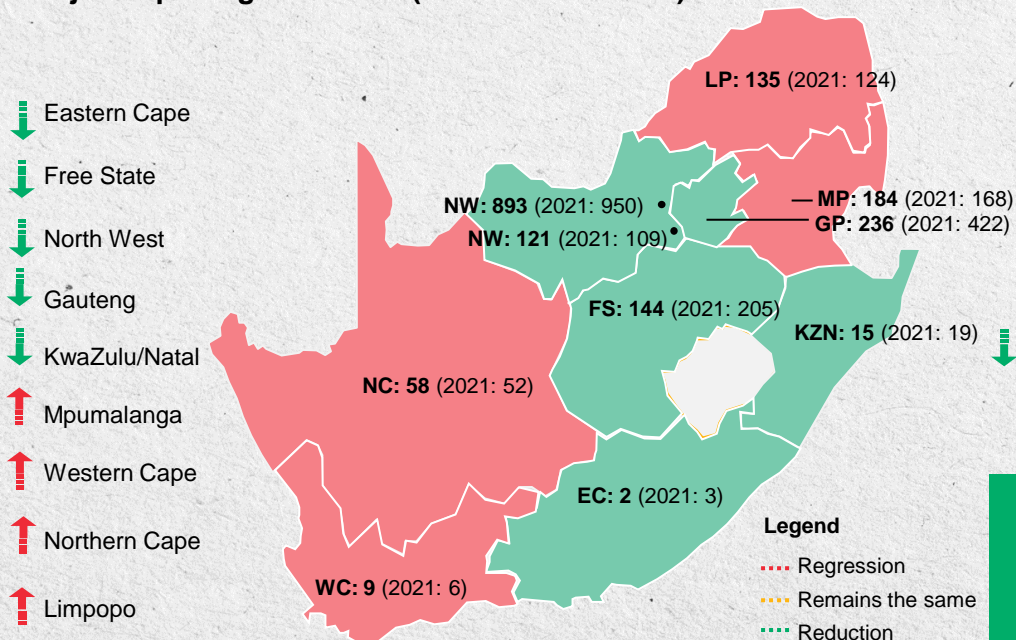 Eastern Cape
Free State
North West
Gauteng
KwaZulu/Natal
Mpumalanga
Western Cape
Northern Cape
Limpopo
LP: 135 (2021: 124)
NW: 893 (2021: 950)
NW: 121 (2021: 109)
MP: 184 (2021: 168)
GP: 236 (2021: 422)
FS: 144 (2021: 205)
KZN: 15 (2021: 19)
NC: 58 (2021: 52)
EC: 2 (2021: 3)
WC: 9 (2021: 6)
Legend
Regression
Remains the same
Reduction